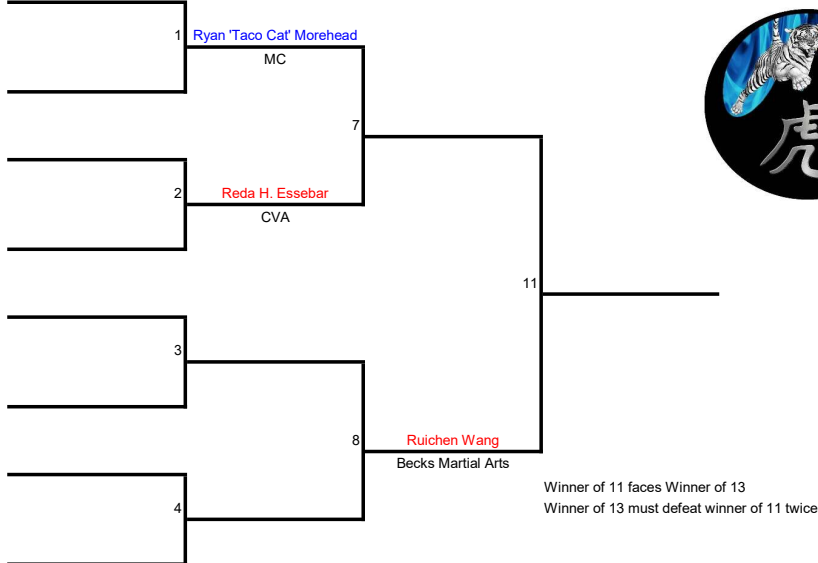 1
Ryan 'Taco Cat' Morehead
MC
7
2
Reda H. Essebar
CVA
11
3
8
Ruichen Wang
Becks Martial Arts
Winner of 11 faces Winner of 13
4
Winner of 13 must defeat winner of 11 twice
虎